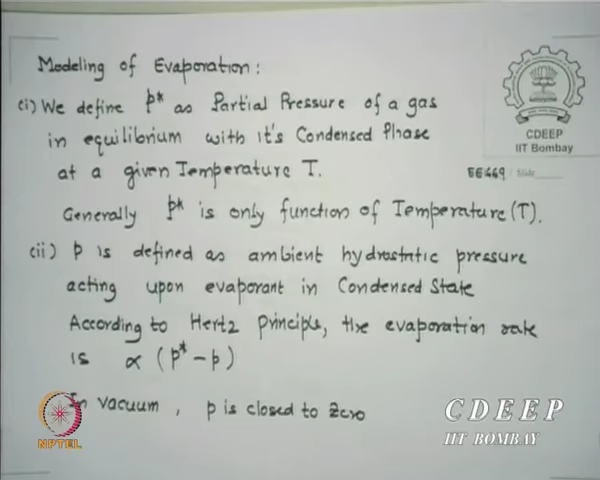 Modeling of Evaporation:
(i) We define p* as Partial Pressure of a gas
in equilibrium with it's Condensed Phase
at a given Temperature T.
Generally p* is only function of Temperature (T).
(ii) p is defined as ambient hydrostatic pressure
acting upon evaporant in Condensed State
According to Hertz Principle, the evaporation rate
is ∝ (p* - p)
In vacuum, p is closed to Zero
CDEEP
IIT Bombay
EE669 / Slide
NPTEL
CDEEP
IIT BOMBAY